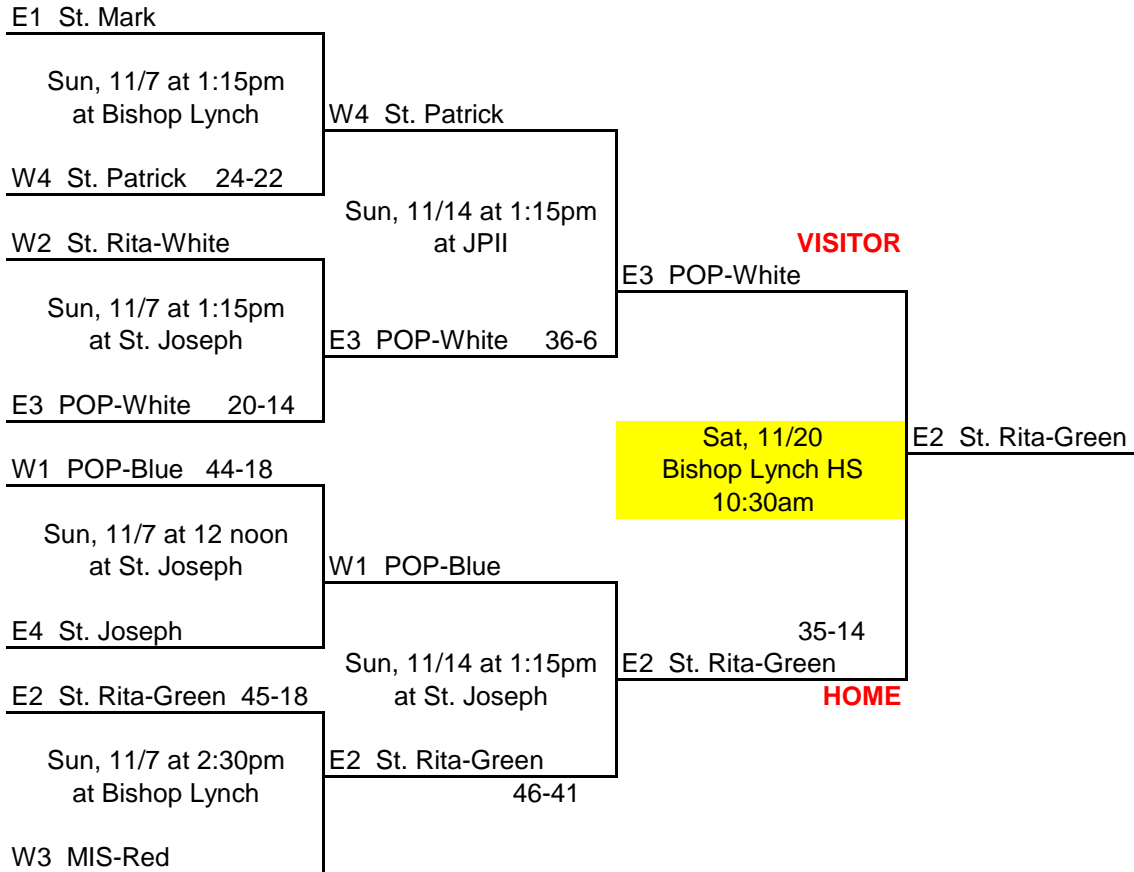 E1 St. Mark
Sun, 11/7 at 1:15pm
at Bishop Lynch
W4 St. Patrick
W4 St. Patrick 24-22
Sun, 11/14 at 1:15pm
at JPII
W2 St. Rita-White
VISITOR
E3 POP-White
Sun, 11/7 at 1:15pm
at St. Joseph
E3 POP-White 36-6
E3 POP-White 20-14
Sat, 11/20
Bishop Lynch HS
10:30am
E2 St. Rita-Green
W1 POP-Blue 44-18
Sun, 11/7 at 12 noon
at St. Joseph
W1 POP-Blue
E4 St. Joseph
35-14
Sun, 11/14 at 1:15pm
at St. Joseph
E2 St. Rita-Green
HOME
E2 St. Rita-Green 45-18
Sun, 11/7 at 2:30pm
at Bishop Lynch
E2 St. Rita-Green
46-41
W3 MIS-Red